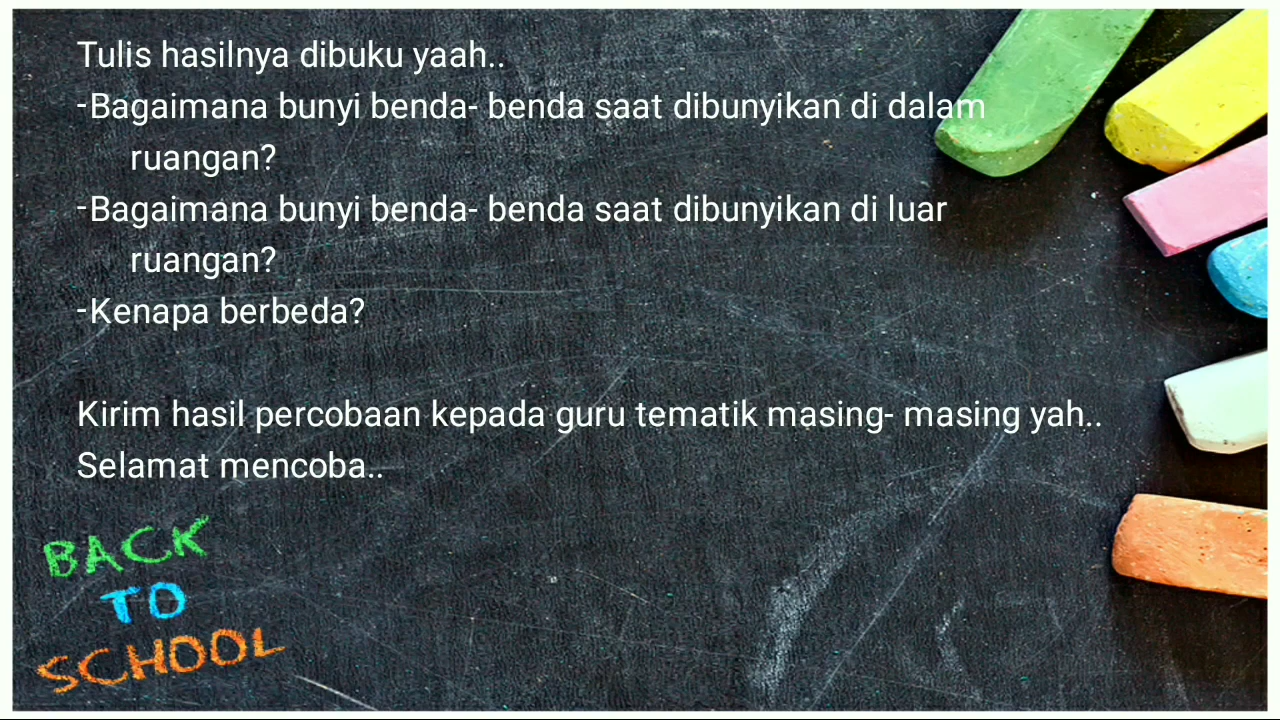 Tulis hasilnya dibuku yaah..
-Bagaimana bunyi benda- benda saat dibunyikan di dalam
ruangan?
-Bagaimana bunyi benda- benda saat dibunyikan di luar
ruangan?
-Kenapa berbeda?
Kirim hasil percobaan kepada guru tematik masing- masing yah..
Selamat mencoba..
BACK
TO
SCHOOL